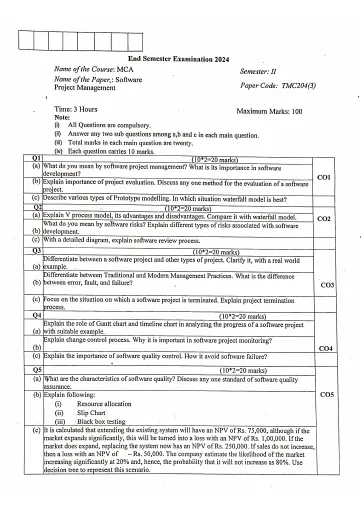 End Semester Examination 2024
Name of the Course: MCA
Semester: II
Name of the Paper,: Software
Project Management
Paper Code: TMC204(3)
Time: 3 Hours
Maximum Marks: 100
Note:
(i) All Questions are compulsory.
(ii) Answer any two sub questions among a,b and c in each main question.
(iii) Total marks in each main question are twenty.
(iv) Each question carries 10 marks.
Q1 (10*2=20 marks)
(a) What do you mean by software project management? What is its importance in software
development?
CO1
(b) Explain importance of project evaluation. Discuss any one method for the evaluation of a software
project.
(c) Describe various types of Prototype modelling. In which situation waterfall model is best?
Q2 (10*2=20 marks)
(a) Explain V process model, its advantages and disadvantages. Compare it with waterfall model.
CO2
What do you mean by software risks? Explain different types of risks associated with software
(b) development.
(c) With a detailed diagram, explain software review process.
Q3 (10*2=20 marks)
Differentiate between a software project and other types of project. Clarify it, with a real world
(a) example.
Differentiate between Traditional and Modern Management Practices. What is the difference
(b) between error, fault, and failure?
CO3
(c) Focus on the situation on which a software project is terminated. Explain project termination
process.
Q4 (10*2=20 marks)
Explain the role of Gantt chart and timeline chart in analyzing the progress of a software project
(a) with suitable example.
Explain change control process. Why it is important in software project monitoring?
(b)
CO4
(c) Explain the importance of software quality control. How it avoid software failure?
Q5 (10*2=20 marks)
(a) What are the characteristics of software quality? Discuss any one standard of software quality
assurance.
(b) Explain following:
CO5
(i) Resource allocation
(ii) Slip Chart
(iii) Black box testing
(c) It is calculated that extending the existing system will have an NPV of Rs. 75,000, although if the
market expands significantly, this will be turned into a loss with an NPV of Rs. 1,00,000. If the
market does expand, replacing the system now has an NPV of Rs. 250,000. If sales do not increase,
then a loss with an NPV of – Rs. 50,000. The company estimate the likelihood of the market
increasing significantly at 20% and, hence, the probability that it will not increase as 80%. Use
decision tree to represent this scenario.